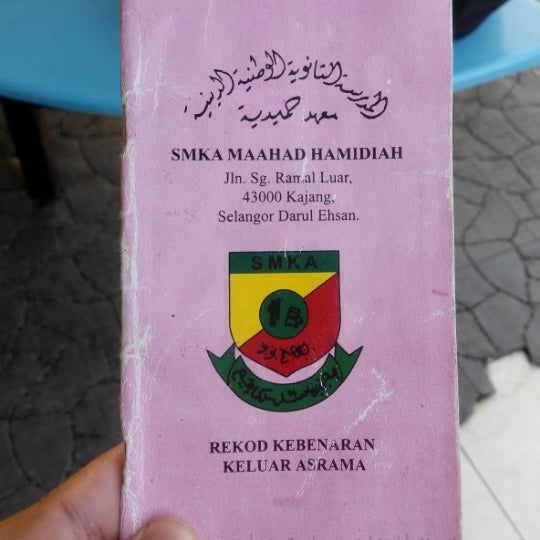 المدرسة الثانوية الوطنية الدينية
معهد حميدية
SMKA MAAHAD HAMIDIAH
Jln. Sg. Ramal Luar,
43000 Kajang,
Selangor Darul Ehsan.
SMKA
REKOD KEBENARAN
KELUAR ASRAMA